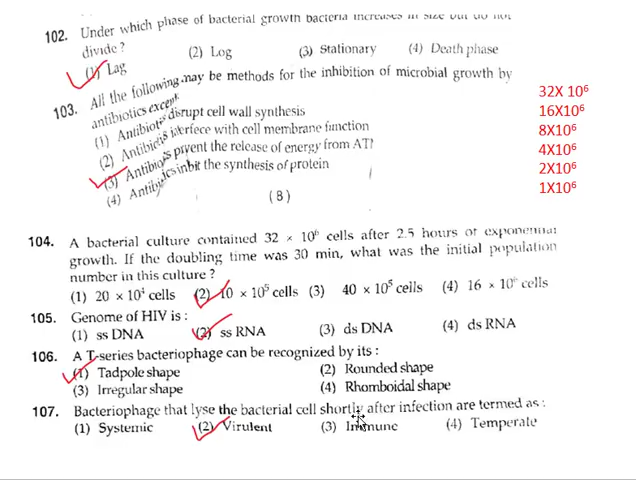 102. Under which phase of bacterial growth bacteria increases in size but do not
divide ?
(1) Lag (2) Log (3) Stationary (4) Death phase
103. All the following may be methods for the inhibition of microbial growth by
antibiotics except
(1) Antibiotis disrupt cell wall synthesis
(2) Antibiotis interfece with cell membrane function
(3) Antibiotis prvent the release of energy from ATP
(4) Antibiotics inbit the synthesis of protein
(8)
32X 10⁶
16X10⁶
8X10⁶
4X10⁶
2X10⁶
1X10⁶
104. A bacterial culture contained 32 × 10⁶ cells after 2.5 hours of exponential
growth. If the doubling time was 30 min, what was the initial population
number in this culture ?
(1) 20 × 10⁴ cells (2) 10 × 10⁵ cells (3) 40 × 10⁵ cells (4) 16 × 10⁶ cells
105. Genome of HIV is :
(1) ss DNA (2) ss RNA (3) ds DNA (4) ds RNA
106. A T-series bacteriophage can be recognized by its :
(1) Tadpole shape (2) Rounded shape
(3) Irregular shape (4) Rhomboidal shape
107. Bacteriophage that lyse the bacterial cell shortly after infection are termed as :
(1) Systemic (2) Virulent (3) Immune (4) Temperate